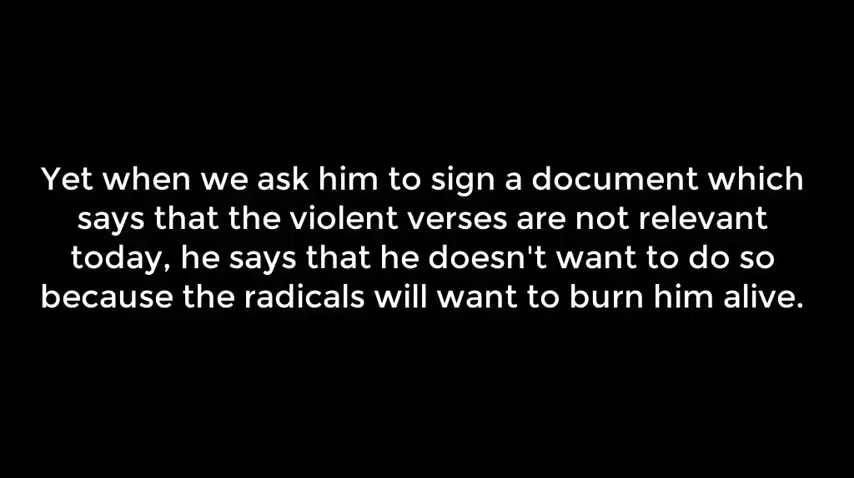 Yet when we ask him to sign a document which
says that the violent verses are not relevant
today, he says that he doesn't want to do so
because the radicals will want to burn him alive.